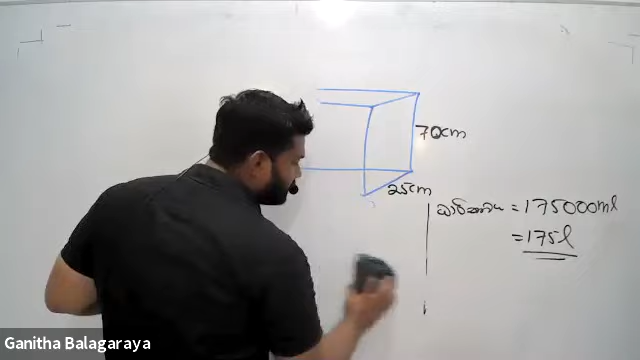 70cm
25cm
ධාරිතාව = 175000ml
= 175l
Ganitha Balagaraya